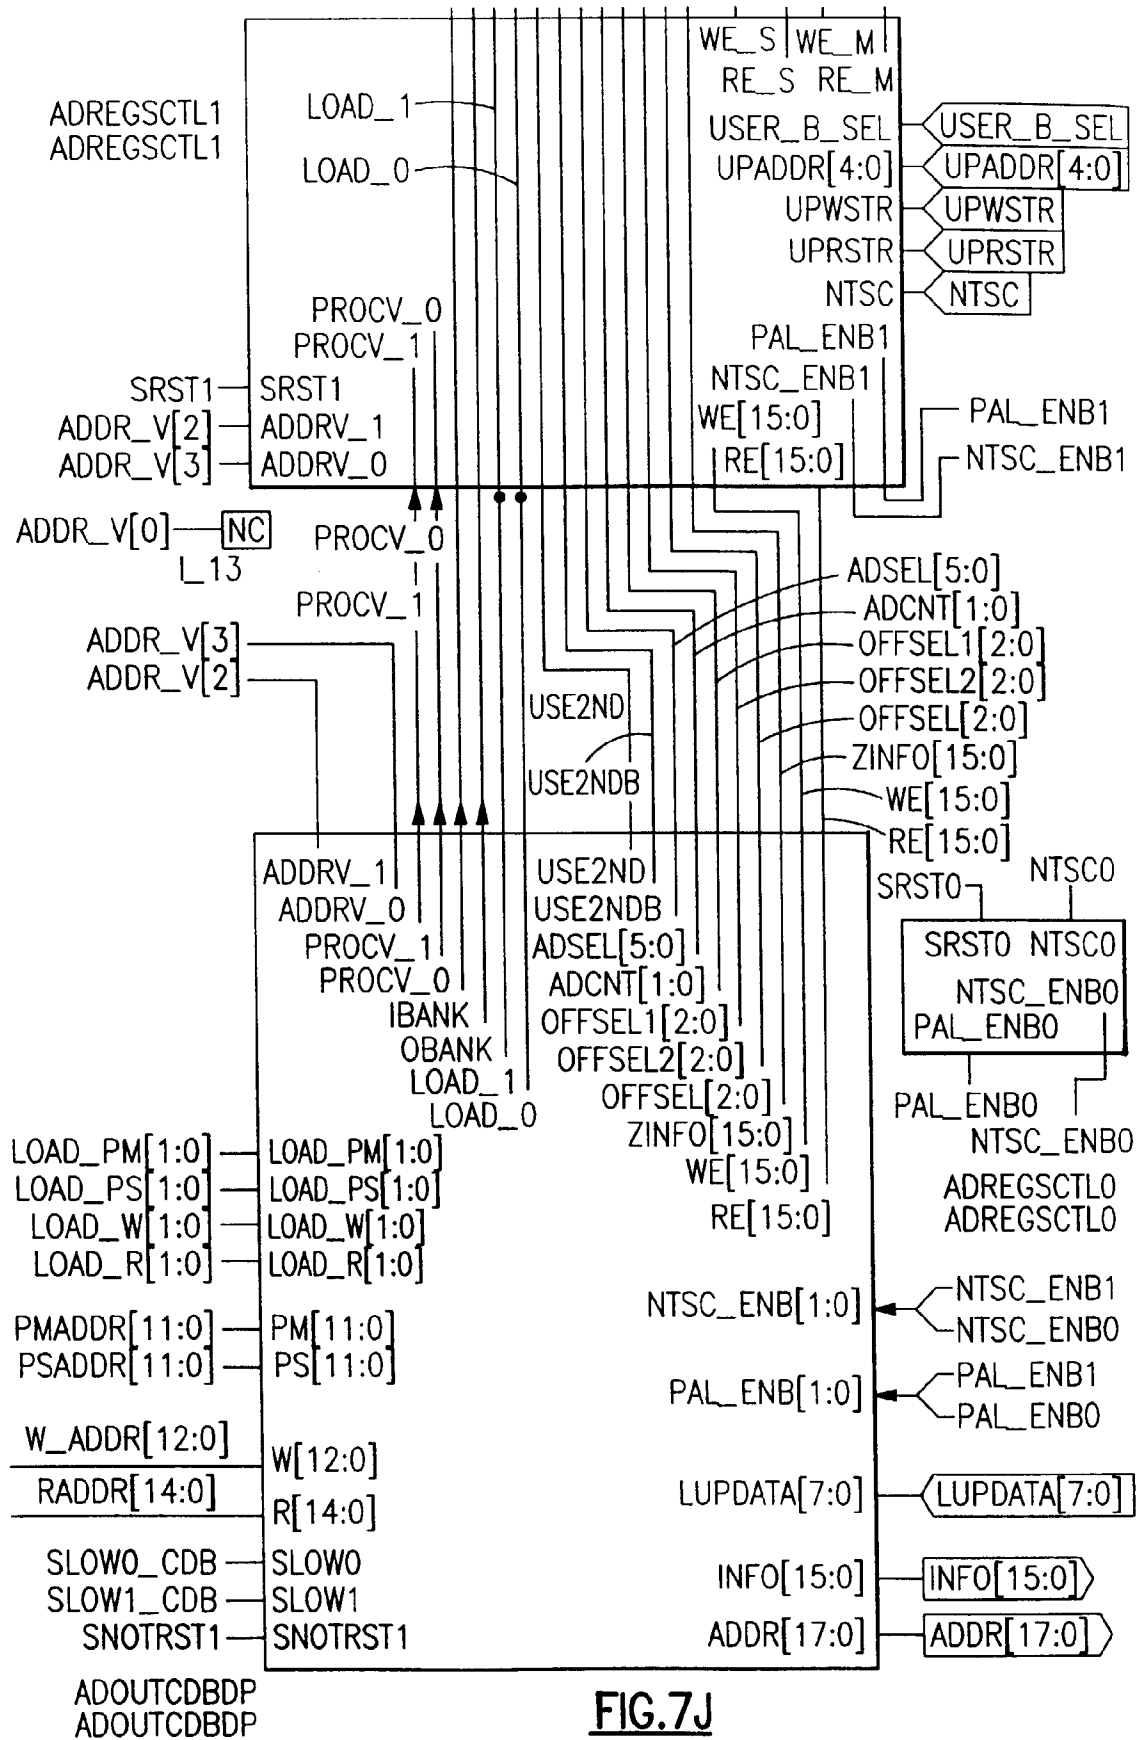 WE_S WE_M
RE_S RE_M
ADREGSCTL1
ADREGSCTL1
LOAD_1
LOAD_0
USER_B_SEL USER_B_SEL
UPADDR[4:0] UPADDR[4:0]
UPWSTR UPWSTR
UPRSTR UPRSTR
NTSC NTSC
PROCV_0
PROCV_1
PAL_ENB1
NTSC_ENB1
WE[15:0]
RE[15:0]
PAL_ENB1
NTSC_ENB1
SRST1 SRST1
ADDR_V[2] ADDRV_1
ADDR_V[3] ADDRV_0
ADDR_V[0] NC
I_13
PROCV_0
PROCV_1
ADDR_V[3]
ADDR_V[2]
USE2ND
USE2NDB
ADSEL[5:0]
ADCNT[1:0]
OFFSEL1[2:0]
OFFSEL2[2:0]
OFFSEL[2:0]
ZINFO[15:0]
WE[15:0]
RE[15:0]
ADDRV_1
ADDRV_0
PROCV_1
PROCV_0
IBANK
OBANK
LOAD_1
LOAD_0
USE2ND
USE2NDB
ADSEL[5:0]
ADCNT[1:0]
OFFSEL1[2:0]
OFFSEL2[2:0]
OFFSEL[2:0]
ZINFO[15:0]
WE[15:0]
RE[15:0]
SRST0 NTSC0
SRST0 NTSC0
NTSC_ENB0
PAL_ENB0
PAL_ENB0
NTSC_ENB0
ADREGSCTL0
ADREGSCTL0
LOAD_PM[1:0] LOAD_PM[1:0]
LOAD_PS[1:0] LOAD_PS[1:0]
LOAD_W[1:0] LOAD_W[1:0]
LOAD_R[1:0] LOAD_R[1:0]
PMADDR[11:0] PM[11:0]
PSADDR[11:0] PS[11:0]
W_ADDR[12:0]
W[12:0]
RADDR[14:0]
R[14:0]
SLOW0_CDB SLOW0
SLOW1_CDB SLOW1
SNOTRST1 SNOTRST1
NTSC_ENB[1:0]
NTSC_ENB1
NTSC_ENB0
PAL_ENB[1:0]
PAL_ENB1
PAL_ENB0
LUPDATA[7:0] LUPDATA[7:0]
INFO[15:0] INFO[15:0]
ADDR[17:0] ADDR[17:0]
ADOUTCDBDP
ADOUTCDBDP
FIG.7J